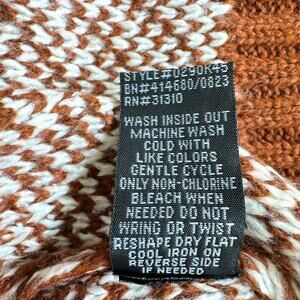 STYLE#0290K45
BN#414680/0823
RN#31310
WASH INSIDE OUT
MACHINE WASH
COLD WITH
LIKE COLORS
GENTLE CYCLE
ONLY NON-CHLORINE
BLEACH WHEN
NEEDED DO NOT
WRING OR TWIST
RESHAPE DRY FLAT
COOL IRON ON
REVERSE SIDE
IF NEEDED